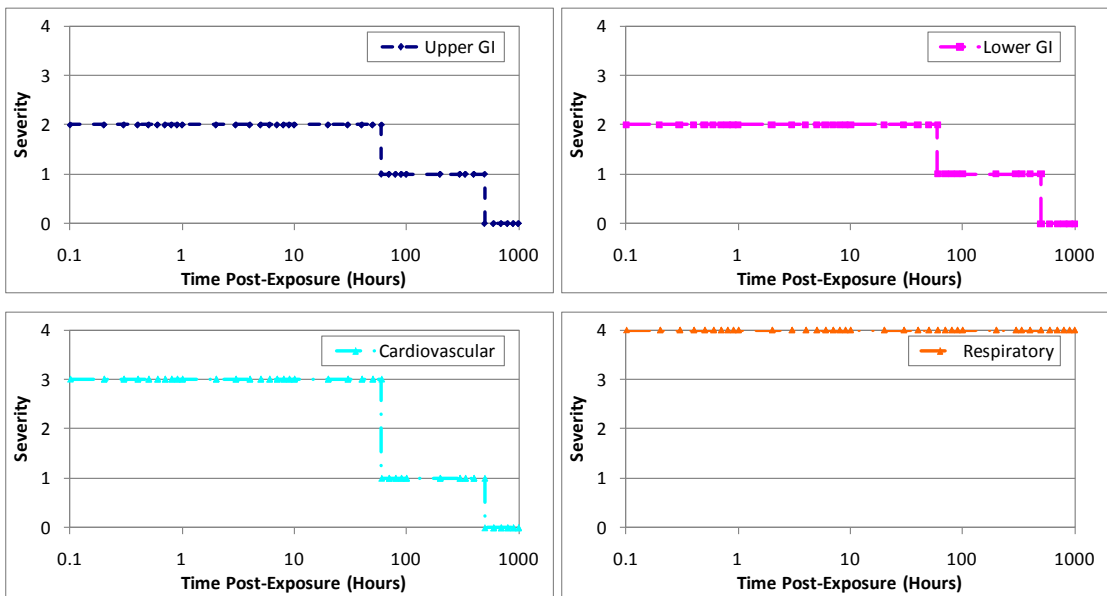 Upper GI
Severity
4
3
2
1
0
0.1 1 10 100 1000
Time Post-Exposure (Hours)
Lower GI
Severity
4
3
2
1
0
0.1 1 10 100 1000
Time Post-Exposure (Hours)
Cardiovascular
Severity
4
3
2
1
0
0.1 1 10 100 1000
Time Post-Exposure (Hours)
Respiratory
Severity
4
3
2
1
0
0.1 1 10 100 1000
Time Post-Exposure (Hours)